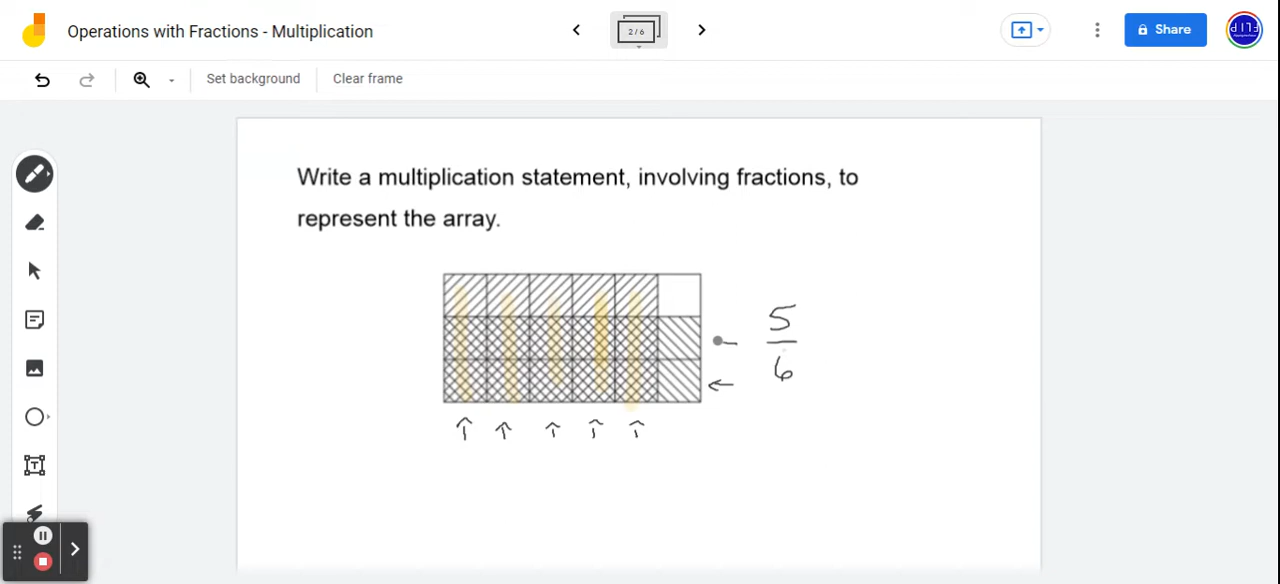 Operations with Fractions - Multiplication
2 / 6
Share
FLIP
Set background
Clear frame
Write a multiplication statement, involving fractions, to
represent the array.
5
6